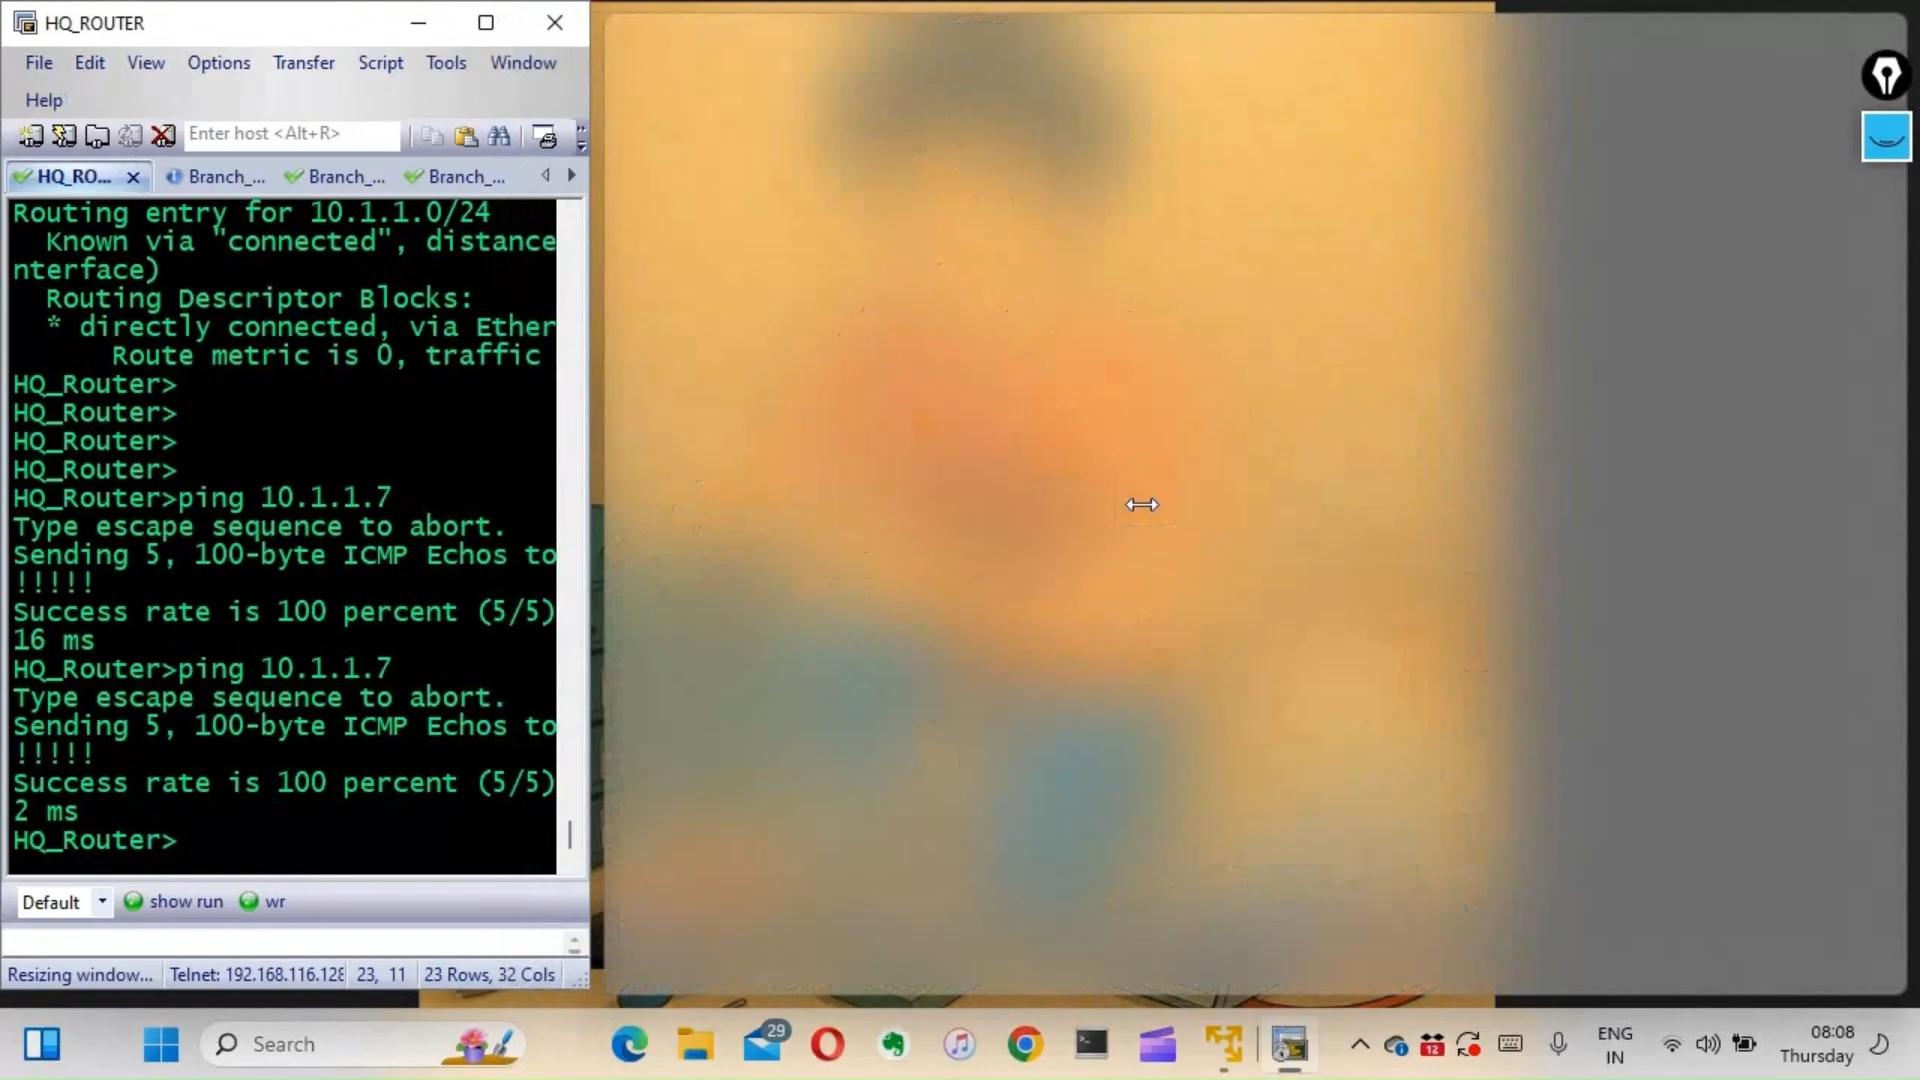 HQ_ROUTER
File Edit View Options Transfer Script Tools Window
Help
Enter host <Alt+R>
HQ_RO... Branch_... Branch_... Branch_...
Routing entry for 10.1.1.0/24
Known via "connected", distance
nterface)
Routing Descriptor Blocks:
* directly connected, via Ether
Route metric is 0, traffic
HQ_Router>
HQ_Router>
HQ_Router>
HQ_Router>
HQ_Router>ping 10.1.1.7
Type escape sequence to abort.
Sending 5, 100-byte ICMP Echos to
!!!!!
Success rate is 100 percent (5/5)
16 ms
HQ_Router>ping 10.1.1.7
Type escape sequence to abort.
Sending 5, 100-byte ICMP Echos to
!!!!!
Success rate is 100 percent (5/5)
2 ms
HQ_Router>
Default show run wr
Resizing window... Telnet: 192.168.116.128 23, 11 23 Rows, 32 Cols
Search 29 12 ENG 08:08
IN Thursday